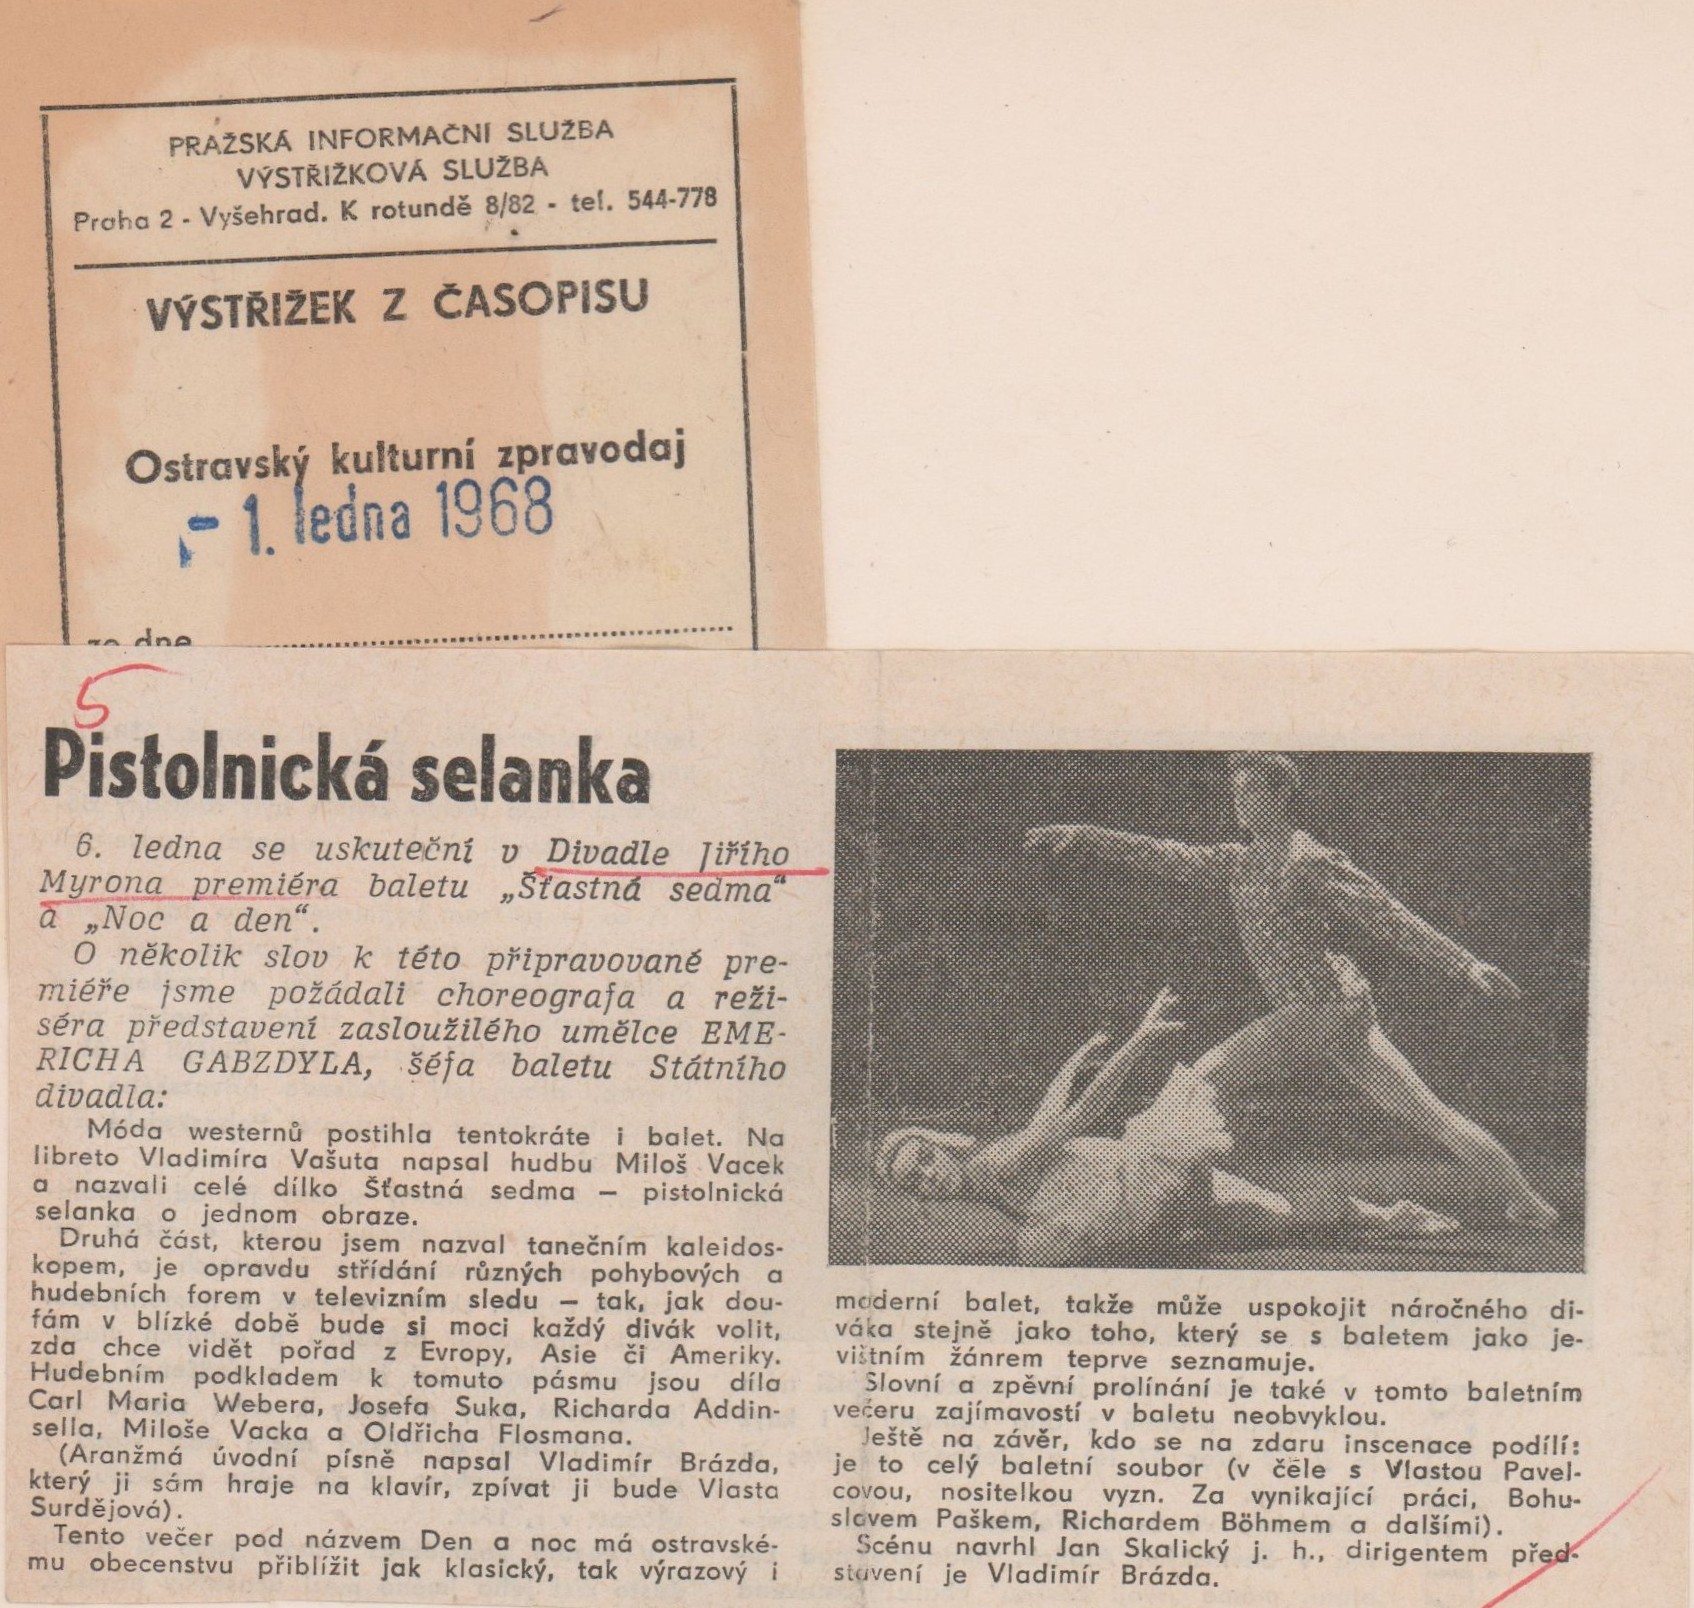 PRAŽSKÁ INFORMAČNÍ SLUŽBA
VÝSTŘIŽKOVÁ SLUŽBA
Praha 2 - Vyšehrad. K rotundě 8/82 - tel. 544-778
VÝSTŘIŽEK Z ČASOPISU
Ostravský kulturní zpravodaj
- 1. ledna 1968
ze dne
5
Pistolnická selanka
6. ledna se uskuteční v Divadle Jiřího
Myrona premiéra baletu „Šťastná sedma“
a „Noc a den“.
O několik slov k této připravované pre-
miéře jsme požádali choreografa a reži-
séra představení zasloužilého umělce EME-
RICHA GABZDYLA, šéfa baletu Státního
divadla:
Móda westernů postihla tentokráte i balet. Na
libreto Vladimíra Vašuta napsal hudbu Miloš Vacek
a nazvali celé dílko Šťastná sedma — pistolnická
selanka o jednom obraze.
Druhá část, kterou jsem nazval tanečním kaleidos-
kopem, je opravdu střídání různých pohybových a
hudebních forem v televizním sledu — tak, jak dou-
fám v blízké době bude si moci každý divák volit,
zda chce vidět pořad z Evropy, Asie či Ameriky.
Hudebním podkladem k tomuto pásmu jsou díla
Carl Maria Webera, Josefa Suka, Richarda Addin-
sella, Miloše Vacka a Oldřicha Flosmana.
(Aranžmá úvodní písně napsal Vladimír Brázda,
který ji sám hraje na klavír, zpívat ji bude Vlasta
Surdějová).
Tento večer pod názvem Den a noc má ostravské-
mu obecenstvu přiblížit jak klasický, tak výrazový i
moderní balet, takže může uspokojit náročného di-
váka stejně jako toho, který se s baletem jako je-
vištním žánrem teprve seznamuje.
Slovní a zpěvní prolínání je také v tomto baletním
večeru zajímavostí v baletu neobvyklou.
Ještě na závěr, kdo se na zdaru inscenace podílí:
je to celý baletní soubor (v čele s Vlastou Pavel-
covou, nositelkou vyzn. Za vynikající práci, Bohu-
slavem Paškem, Richardem Böhmem a dalšími).
Scénu navrhl Jan Skalický j. h., dirigentem před-
stavení je Vladimír Brázda.